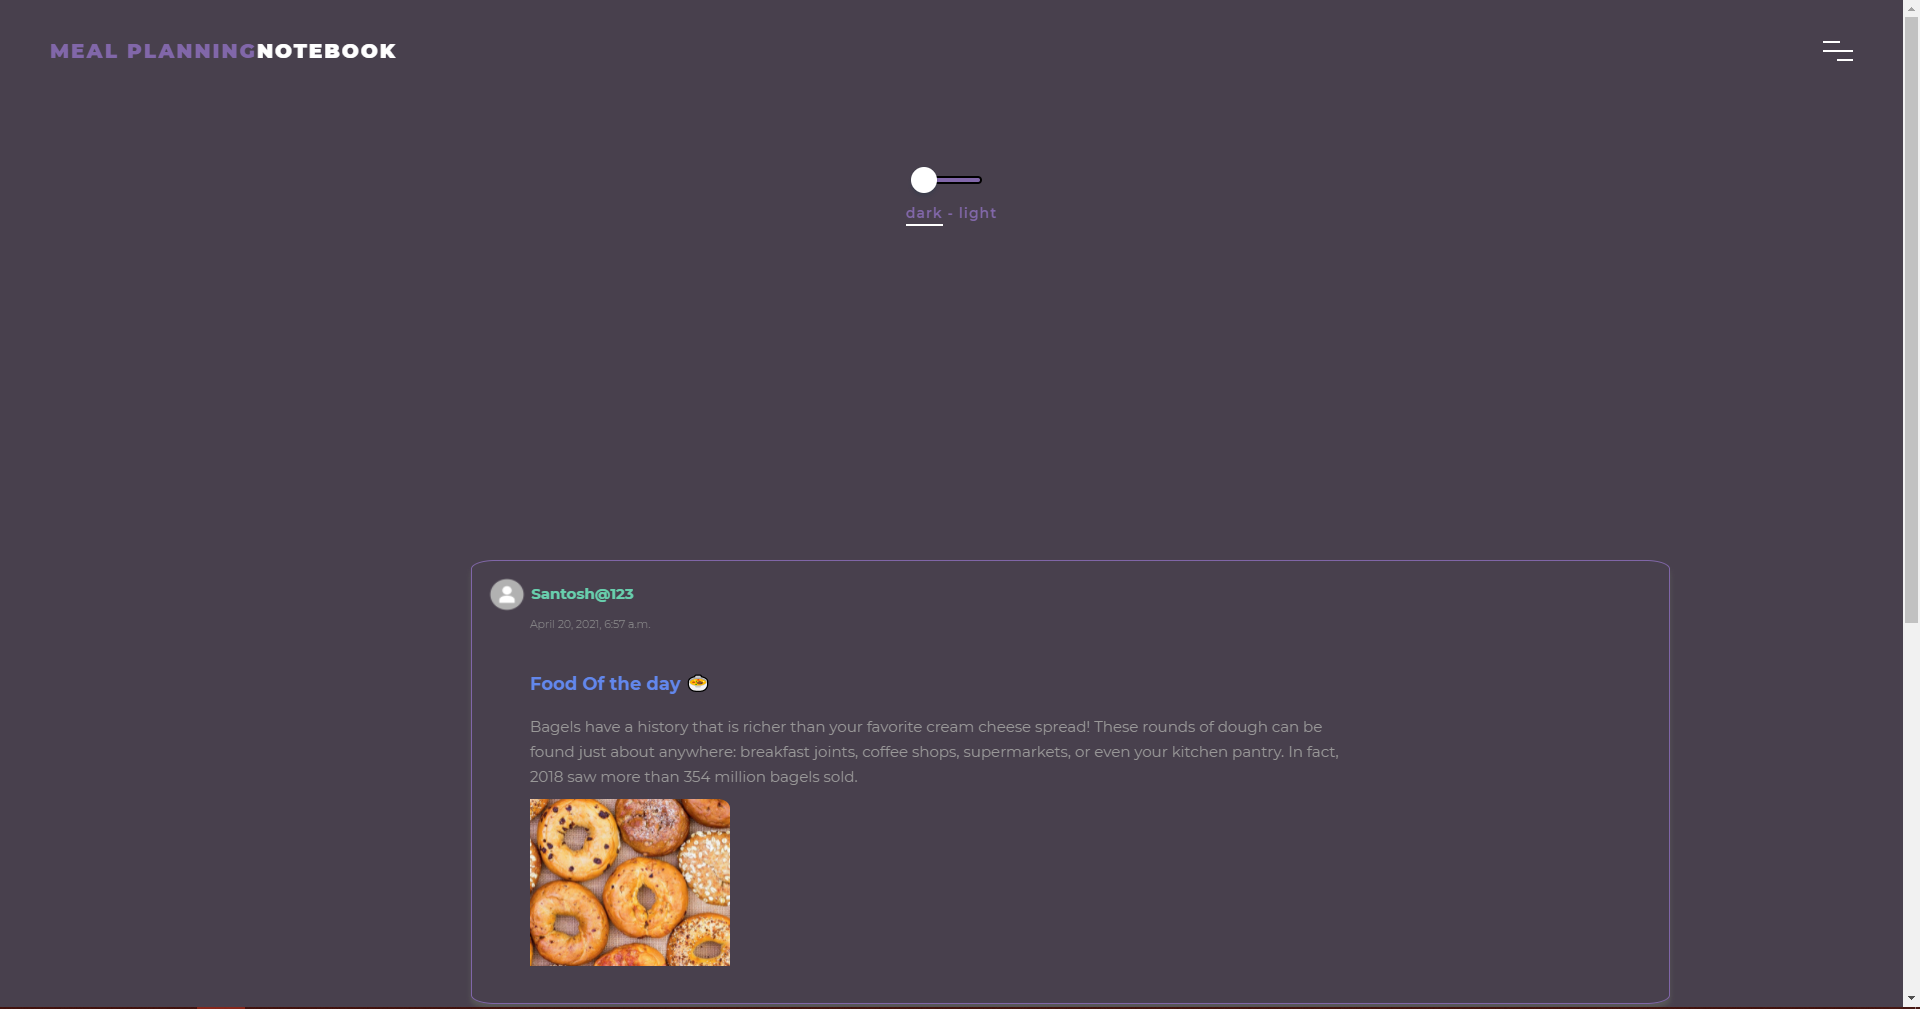 MEAL PLANNINGNOTEBOOK
dark - light
Santosh@123
April 20, 2021, 6:57 a.m.
Food Of the day 🍲
Bagels have a history that is richer than your favorite cream cheese spread! These rounds of dough can be
found just about anywhere: breakfast joints, coffee shops, supermarkets, or even your kitchen pantry. In fact,
2018 saw more than 354 million bagels sold.